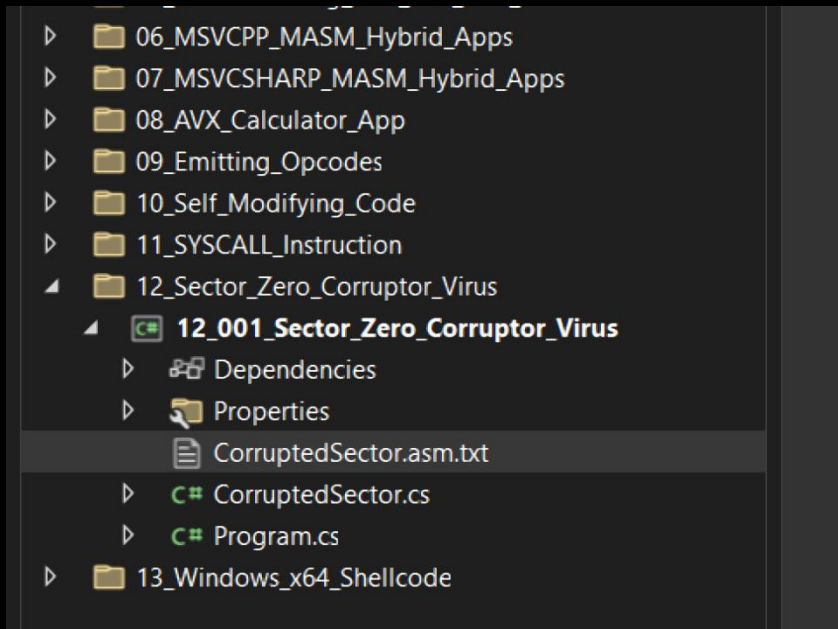 06_MSVCPP_MASM_Hybrid_Apps
07_MSVCSHARP_MASM_Hybrid_Apps
08_AVX_Calculator_App
09_Emitting_Opcodes
10_Self_Modifying_Code
11_SYSCALL_Instruction
12_Sector_Zero_Corruptor_Virus
C# 12_001_Sector_Zero_Corruptor_Virus
Dependencies
Properties
CorruptedSector.asm.txt
C# CorruptedSector.cs
C# Program.cs
13_Windows_x64_Shellcode